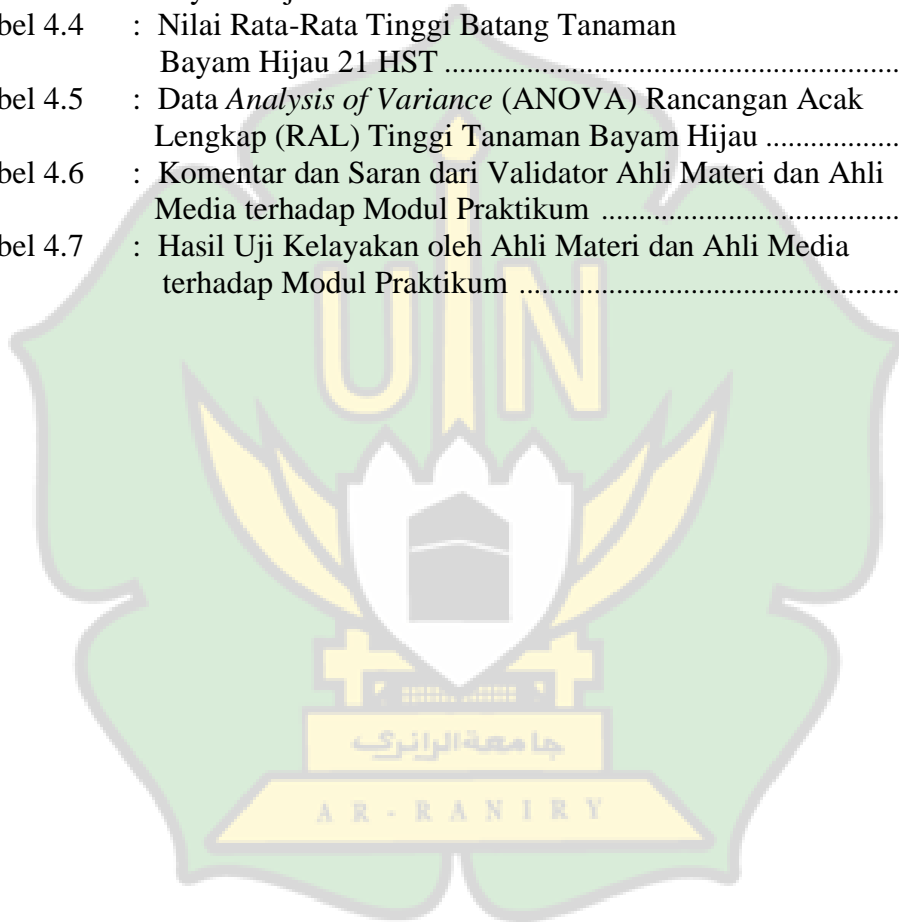 bel 4.4 : Nilai Rata-Rata Tinggi Batang Tanaman
Bayam Hijau 21 HST ..............................................................
bel 4.5 : Data Analysis of Variance (ANOVA) Rancangan Acak
Lengkap (RAL) Tinggi Tanaman Bayam Hijau ..................
bel 4.6 : Komentar dan Saran dari Validator Ahli Materi dan Ahli
Media terhadap Modul Praktikum ........................................
bel 4.7 : Hasil Uji Kelayakan oleh Ahli Materi dan Ahli Media
terhadap Modul Praktikum ...................................................
UIN
جامعة الرانري
AR-RANIRY